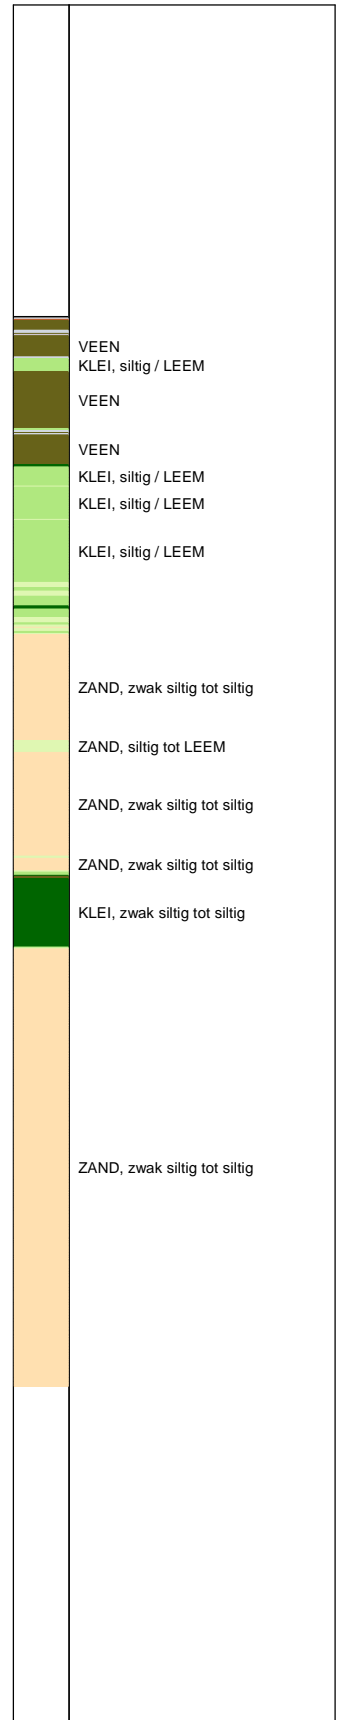 VEEN
KLEI, siltig / LEEM
VEEN
VEEN
KLEI, siltig / LEEM
KLEI, siltig / LEEM
KLEI, siltig / LEEM
ZAND, zwak siltig tot siltig
ZAND, siltig tot LEEM
ZAND, zwak siltig tot siltig
ZAND, zwak siltig tot siltig
KLEI, zwak siltig tot siltig
ZAND, zwak siltig tot siltig